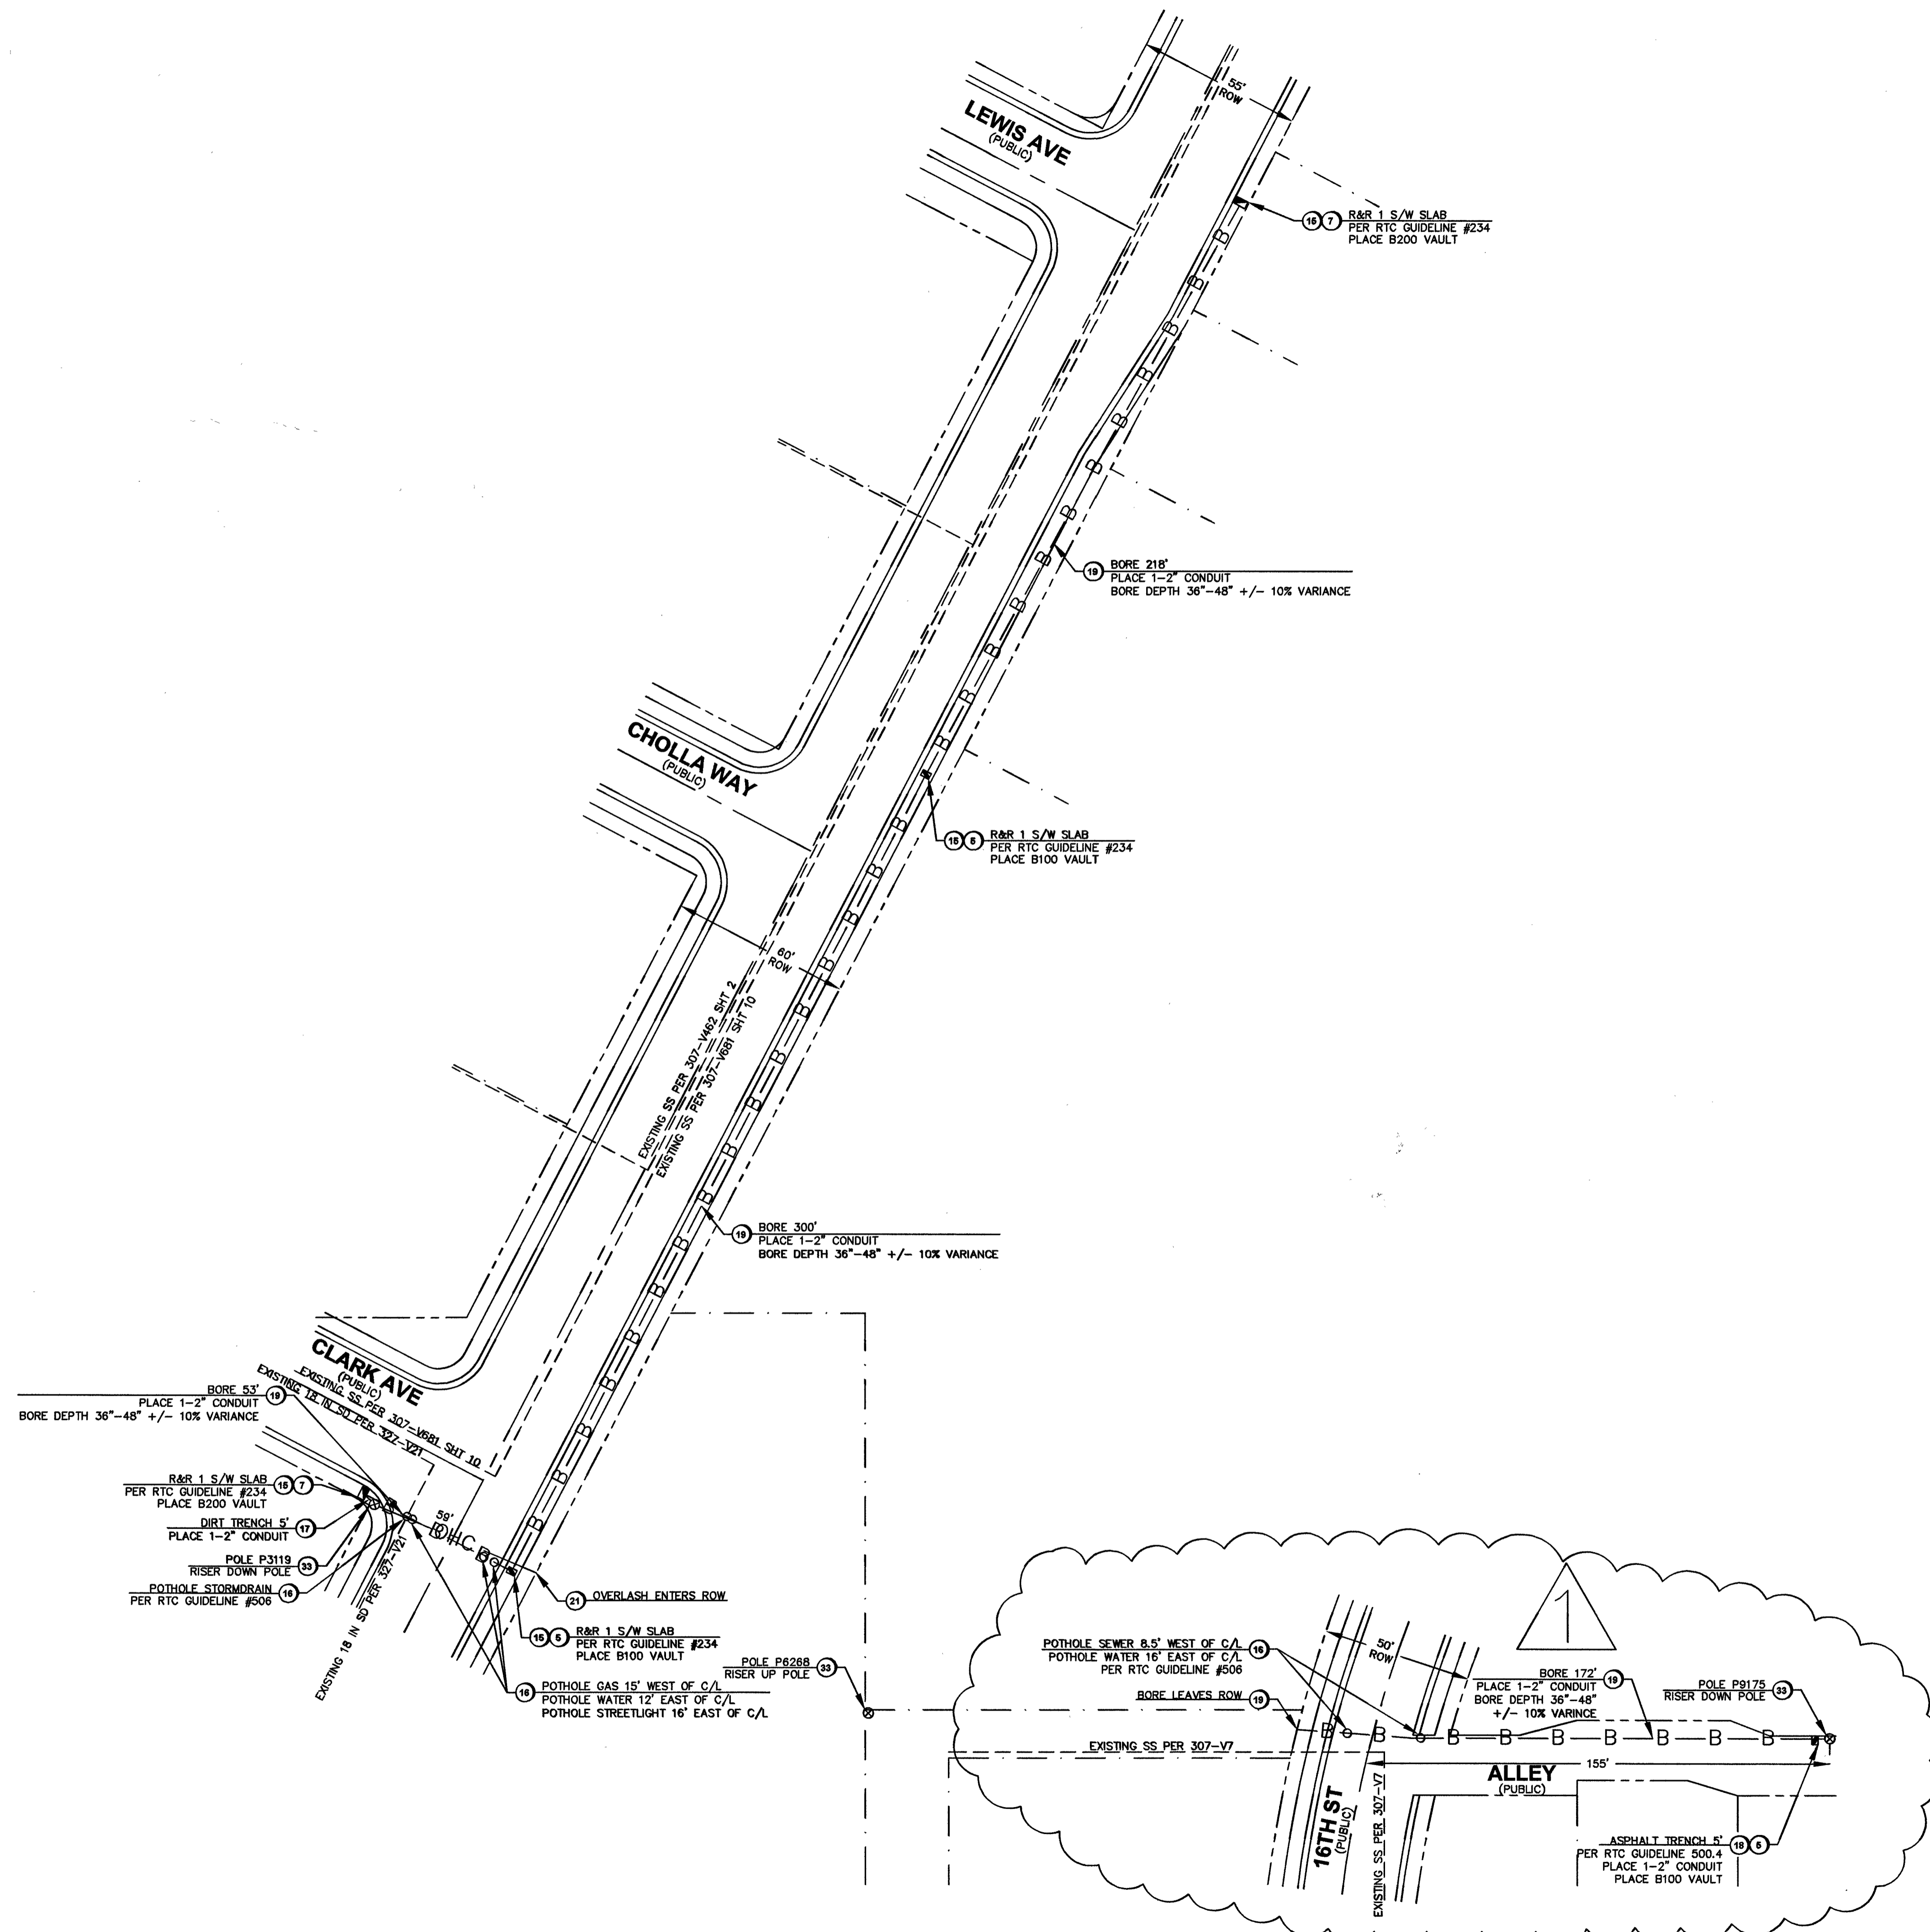 55'
ROW
LEWIS AVE
(PUBLIC)
15 7 R&R 1 S/W SLAB
PER RTC GUIDELINE #234
PLACE B200 VAULT
19 BORE 218'
PLACE 1-2" CONDUIT
BORE DEPTH 36"-48" +/- 10% VARIANCE
CHOLLA WAY
(PUBLIC)
15 5 R&R 1 S/W SLAB
PER RTC GUIDELINE #234
PLACE B100 VAULT
60'
ROW
EXISTING SS PER 307-V462 SHT 2
EXISTING SS PER 307-V681 SHT 10
19 BORE 300'
PLACE 1-2" CONDUIT
BORE DEPTH 36"-48" +/- 10% VARIANCE
CLARK AVE
(PUBLIC)
EXISTING SS PER 307-V681 SHT 10
EXISTING 18 IN SD PER 327-V21
BORE 53' 19
PLACE 1-2" CONDUIT
BORE DEPTH 36"-48" +/- 10% VARIANCE
R&R 1 S/W SLAB 15 7
PER RTC GUIDELINE #234
PLACE B200 VAULT
DIRT TRENCH 5' 17
PLACE 1-2" CONDUIT
POLE P3119 33
RISER DOWN POLE
POTHOLE STORMDRAIN 16
PER RTC GUIDELINE #506
EXISTING 18 IN SD PER 327-V21
59'
OHC
B B B B B B B B B B B B B B B B B B B B B B B B B B B B B
21 OVERLASH ENTERS ROW
15 5 R&R 1 S/W SLAB
PER RTC GUIDELINE #234
PLACE B100 VAULT
16 POTHOLE GAS 15' WEST OF C/L
POTHOLE WATER 12' EAST OF C/L
POTHOLE STREETLIGHT 16' EAST OF C/L
POLE P6268 33
RISER UP POLE
1
POTHOLE SEWER 8.5' WEST OF C/L 16
POTHOLE WATER 16' EAST OF C/L
PER RTC GUIDELINE #506
50'
ROW
BORE LEAVES ROW 19
BORE 172' 19
PLACE 1-2" CONDUIT
BORE DEPTH 36"-48"
+/- 10% VARINCE
POLE P9175 33
RISER DOWN POLE
B B B B B B B B B
EXISTING SS PER 307-V7
155'
ALLEY
(PUBLIC)
16TH ST
(PUBLIC)
EXISTING SS PER 307-V7
ASPHALT TRENCH 5' 18 5
PER RTC GUIDELINE 500.4
PLACE 1-2" CONDUIT
PLACE B100 VAULT